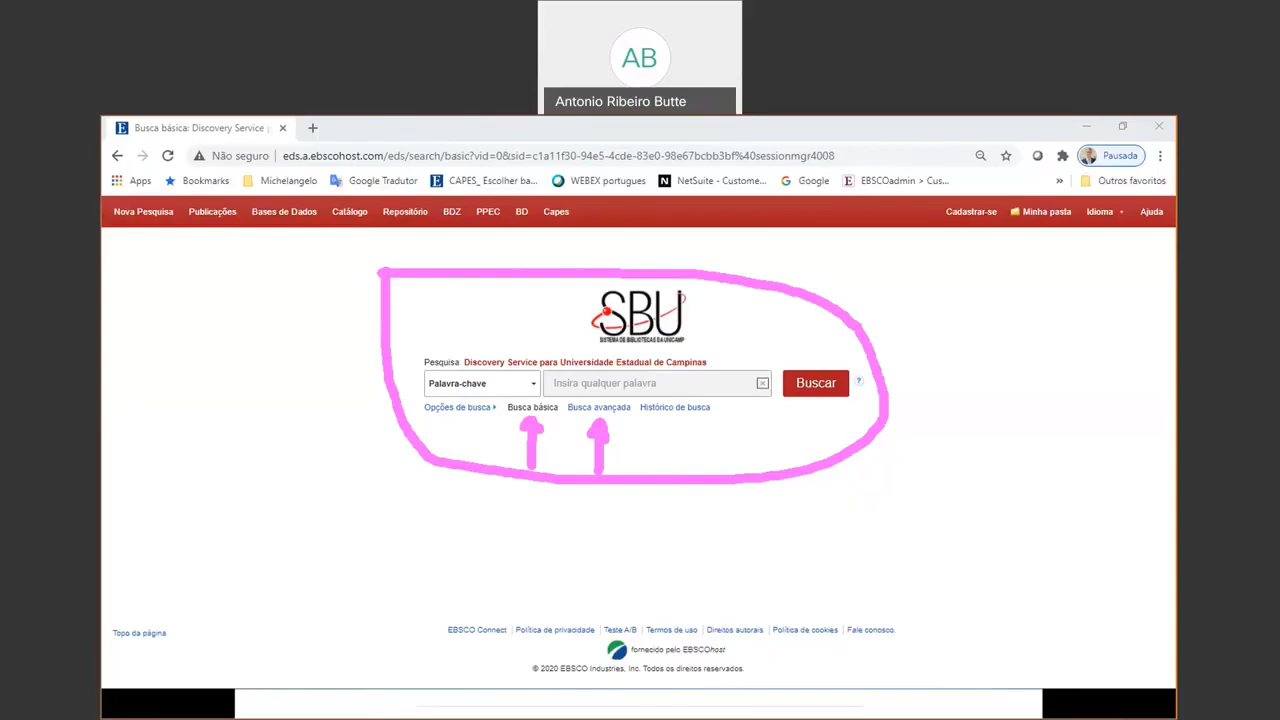 AB
Antonio Ribeiro Butte
Busca básica: Discovery Service p
Não seguro eds.a.ebscohost.com/eds/search/basic?vid=0&sid=c1a11f30-94e5-4cde-83e0-98e67bcbb3bf%40sessionmgr4008 Pausada
Apps Bookmarks Michelangelo Google Tradutor CAPES_ Escolher ba... WEBEX portugues NetSuite - Custome... Google EBSCOadmin > Cus... » Outros favoritos
Nova Pesquisa Publicações Bases de Dados Catálogo Repositório BDZ PPEC BD Capes Cadastrar-se Minha pasta Idioma Ajuda
SBU
SISTEMA DE BIBLIOTECAS DA UNICAMP
Pesquisa: Discovery Service para Universidade Estadual de Campinas
Palavra-chave Insira qualquer palavra Buscar ?
Opções de busca Busca básica Busca avançada Histórico de busca
Topo da página
EBSCO Connect | Política de privacidade | Teste A/B | Termos de uso | Direitos autorais | Política de cookies | Fale conosco.
fornecido pelo EBSCOhost
© 2020 EBSCO Industries, Inc. Todos os direitos reservados.